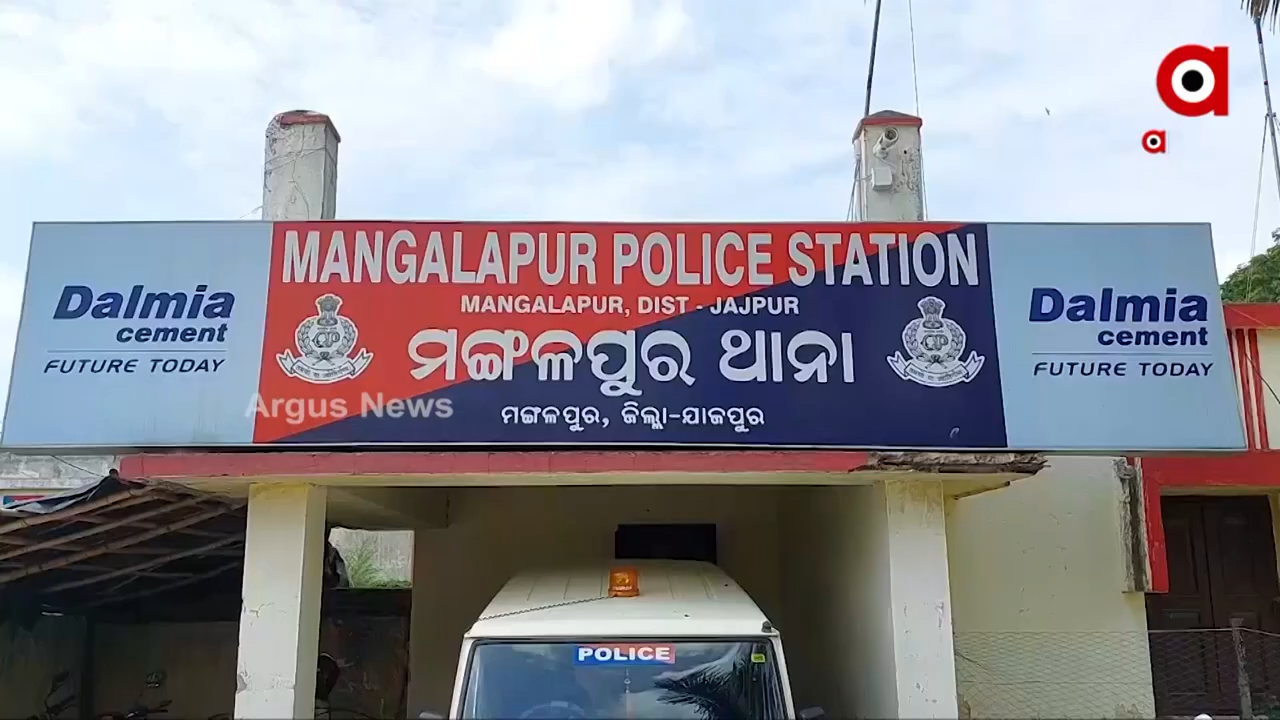 MANGALAPUR POLICE STATION
MANGALAPUR, DIST - JAJPUR
ମଙ୍ଗଳପୁର ଥାନା
ମଙ୍ଗଳପୁର, ଜିଲ୍ଲା-ଯାଜପୁର
Dalmia
cement
FUTURE TODAY
Dalmia
cement
FUTURE TODAY
Argus News
POLICE